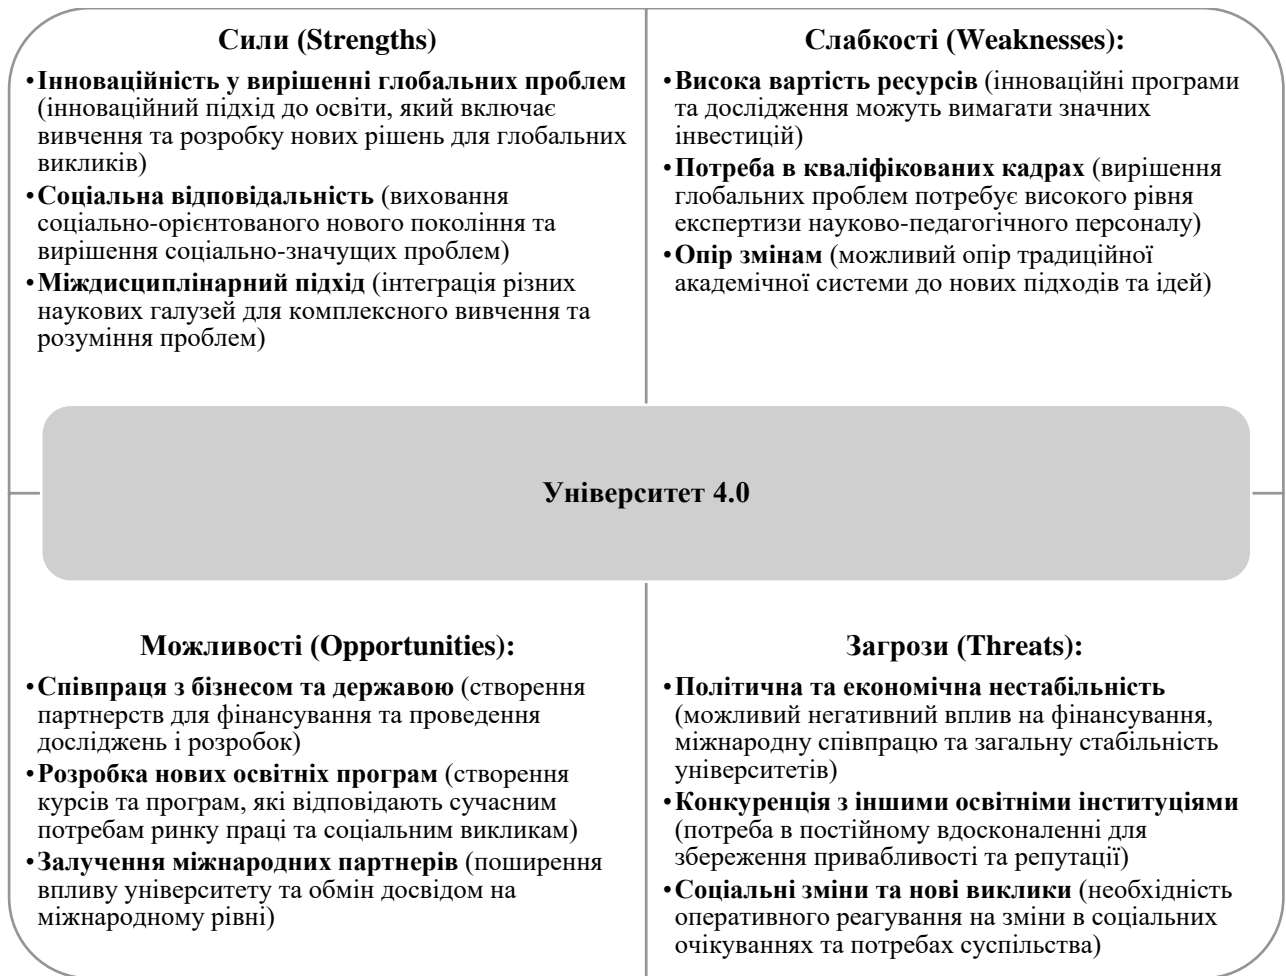 Сили (Strengths)
•Інноваційність у вирішенні глобальних проблем
(інноваційний підхід до освіти, який включає
вивчення та розробку нових рішень для глобальних
викликів)
•Соціальна відповідальність (виховання
соціально-орієнтованого нового покоління та
вирішення соціально-значущих проблем)
•Міждисциплінарний підхід (інтеграція різних
наукових галузей для комплексного вивчення та
розуміння проблем)
Слабкості (Weaknesses):
•Висока вартість ресурсів (інноваційні програми
та дослідження можуть вимагати значних
інвестицій)
•Потреба в кваліфікованих кадрах (вирішення
глобальних проблем потребує високого рівня
експертизи науково-педагогічного персоналу)
•Опір змінам (можливий опір традиційної
академічної системи до нових підходів та ідей)
Університет 4.0
Можливості (Opportunities):
•Співпраця з бізнесом та державою (створення
партнерств для фінансування та проведення
досліджень і розробок)
•Розробка нових освітніх програм (створення
курсів та програм, які відповідають сучасним
потребам ринку праці та соціальним викликам)
•Залучення міжнародних партнерів (поширення
впливу університету та обмін досвідом на
міжнародному рівні)
Загрози (Threats):
•Політична та економічна нестабільність
(можливий негативний вплив на фінансування,
міжнародну співпрацю та загальну стабільність
університетів)
•Конкуренція з іншими освітніми інституціями
(потреба в постійному вдосконаленні для
збереження привабливості та репутації)
•Соціальні зміни та нові виклики (необхідність
оперативного реагування на зміни в соціальних
очікуваннях та потребах суспільства)